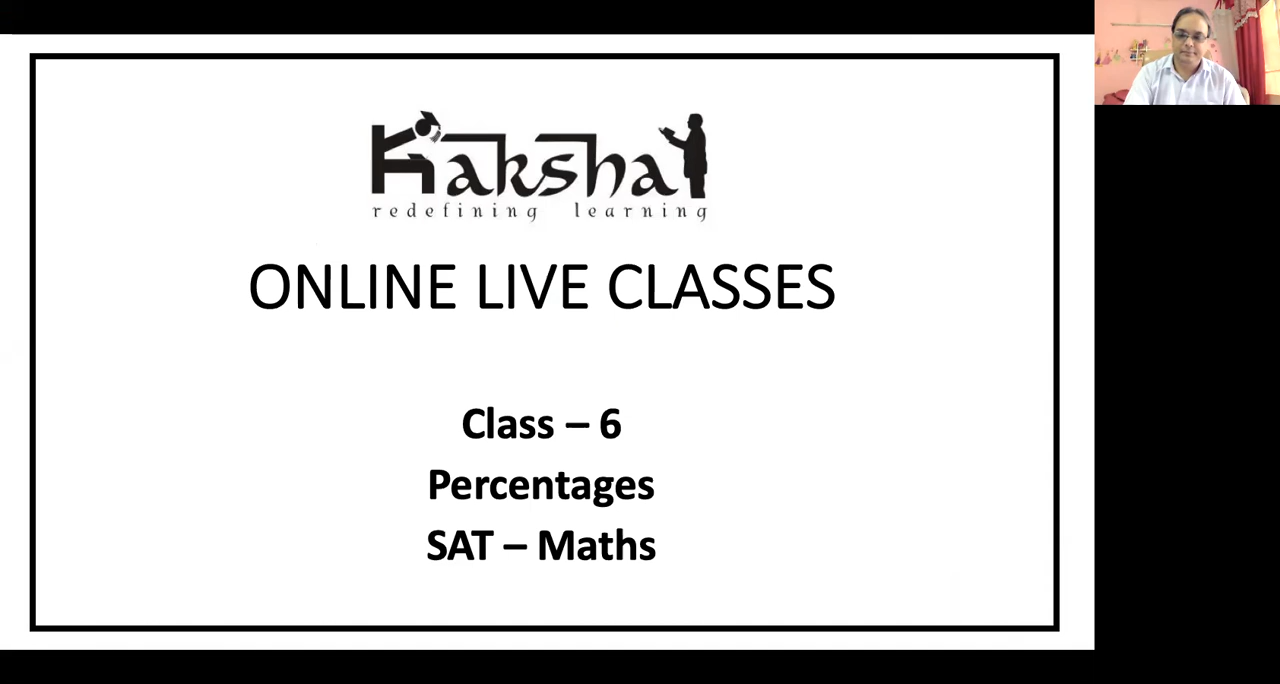 Kaksha
redefining learning
ONLINE LIVE CLASSES
Class – 6
Percentages
SAT – Maths